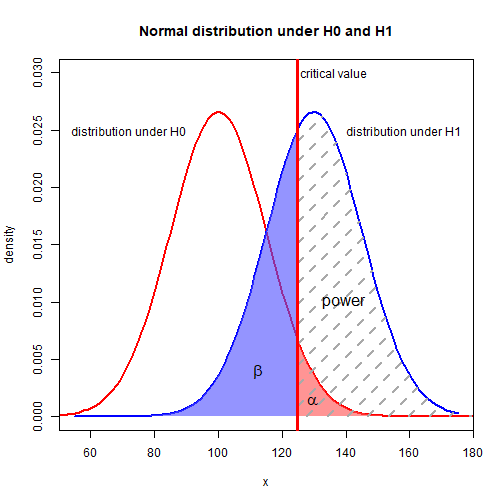 Normal distribution under H0 and H1
critical value
distribution under H0
distribution under H1
power
β
α
density
0.030
0.025
0.020
0.015
0.010
0.005
0.000
60
80
100
120
140
160
180
x